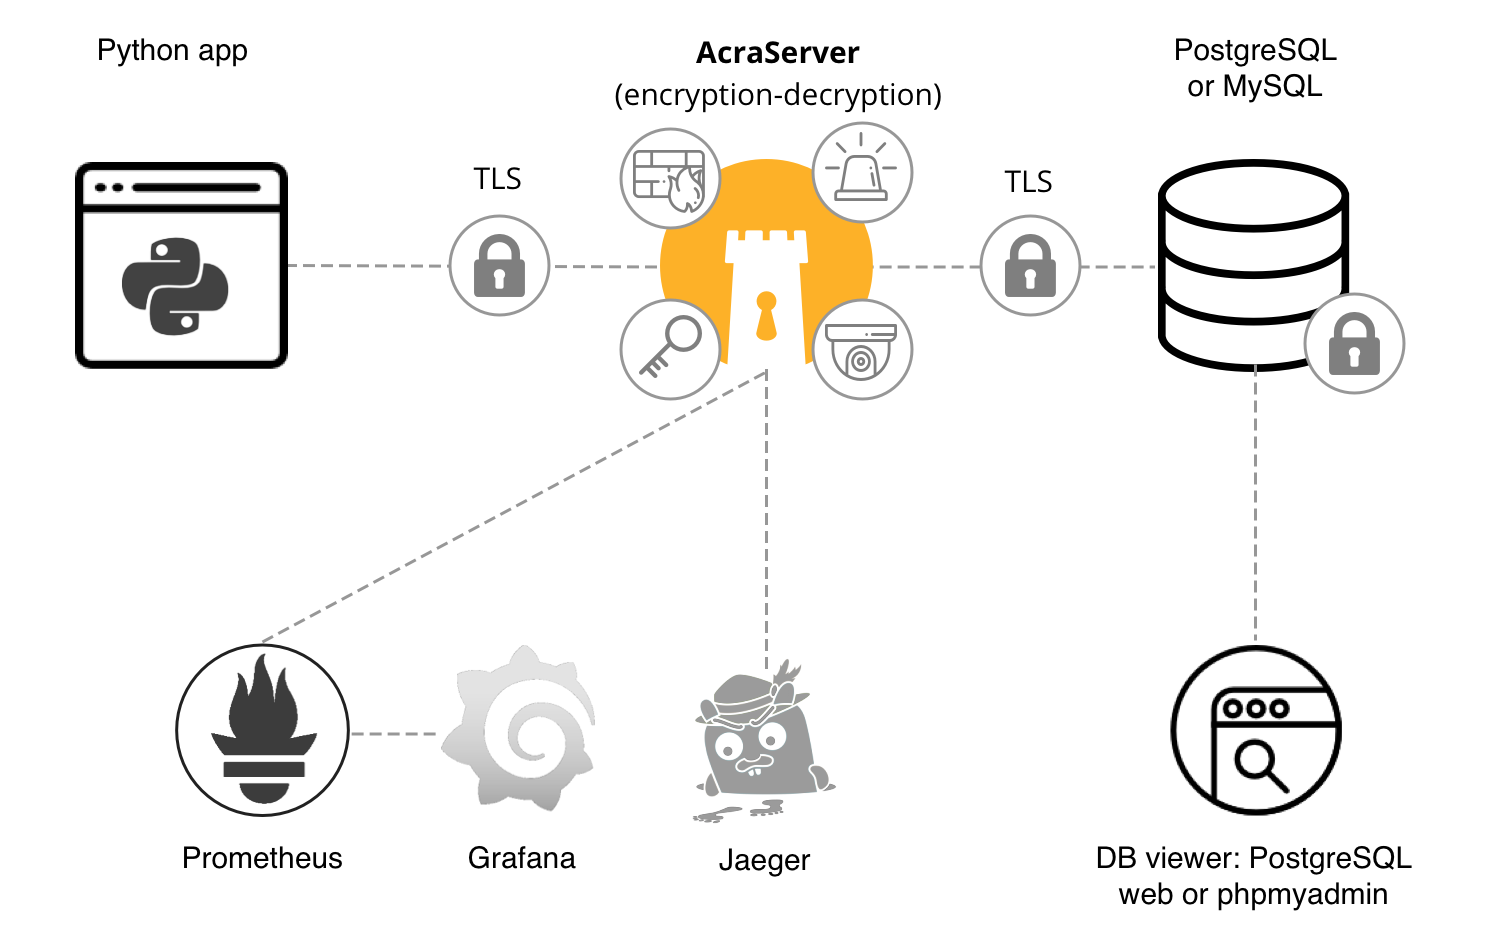 Python app
AcraServer
(encryption-decryption)
PostgreSQL
or MySQL
TLS
TLS
Prometheus
Grafana
Jaeger
DB viewer: PostgreSQL
web or phpmyadmin